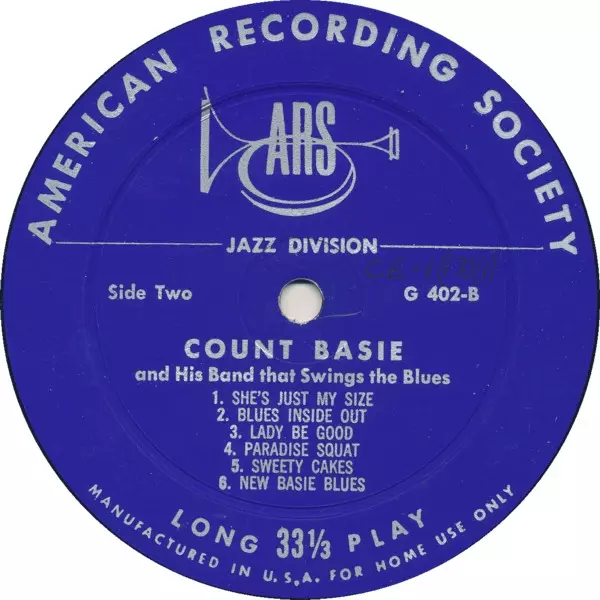 AMERICAN RECORDING SOCIETY
ARS
JAZZ DIVISION
Side Two
G 402-B
COUNT BASIE
and His Band that Swings the Blues
1. SHE'S JUST MY SIZE
2. BLUES INSIDE OUT
3. LADY BE GOOD
4. PARADISE SQUAT
5. SWEETY CAKES
6. NEW BASIE BLUES
LONG 33⅓ PLAY
MANUFACTURED IN U.S.A. FOR HOME USE ONLY